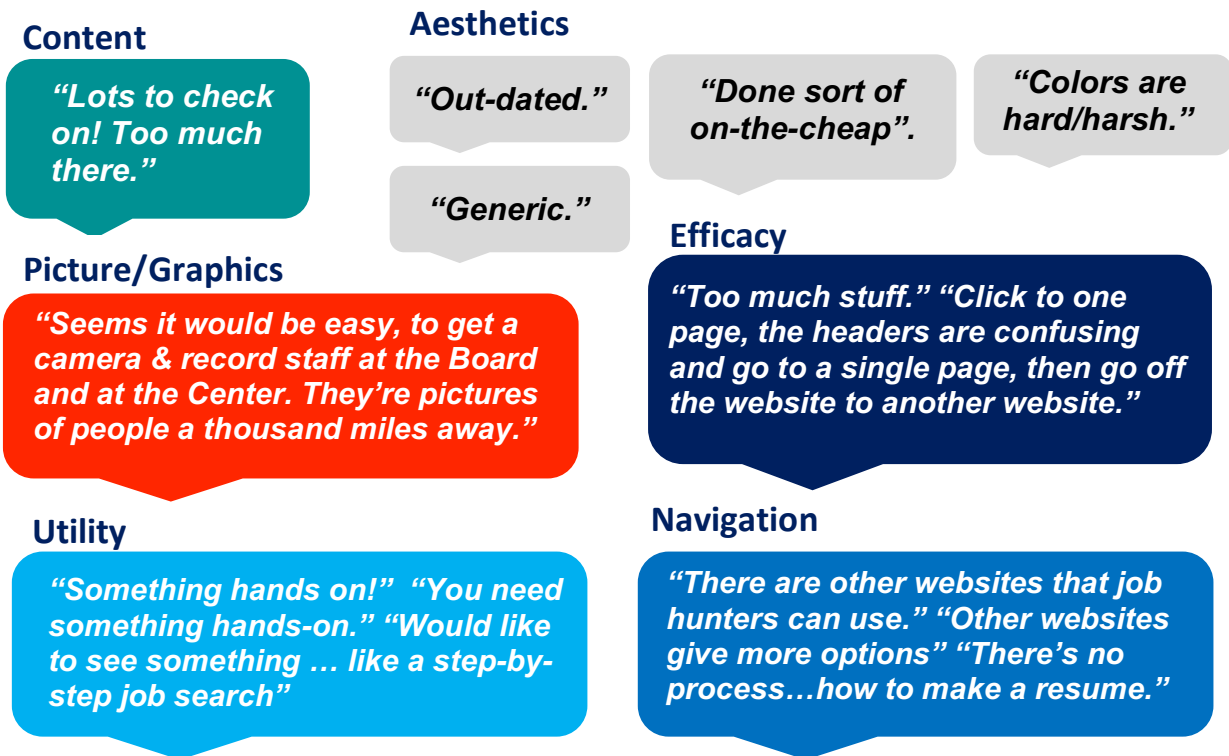 Content
“Lots to check
on! Too much
there.”
Aesthetics
“Out-dated.”
“Done sort of
on-the-cheap”.
“Colors are
hard/harsh.”
“Generic.”
Picture/Graphics
“Seems it would be easy, to get a
camera & record staff at the Board
and at the Center. They’re pictures
of people a thousand miles away.”
Efficacy
“Too much stuff.” “Click to one
page, the headers are confusing
and go to a single page, then go off
the website to another website.”
Utility
“Something hands on!”  “You need
something hands-on.” “Would like
to see something … like a step-by-
step job search”
Navigation
“There are other websites that job
hunters can use.” “Other websites
give more options” “There’s no
process…how to make a resume.”